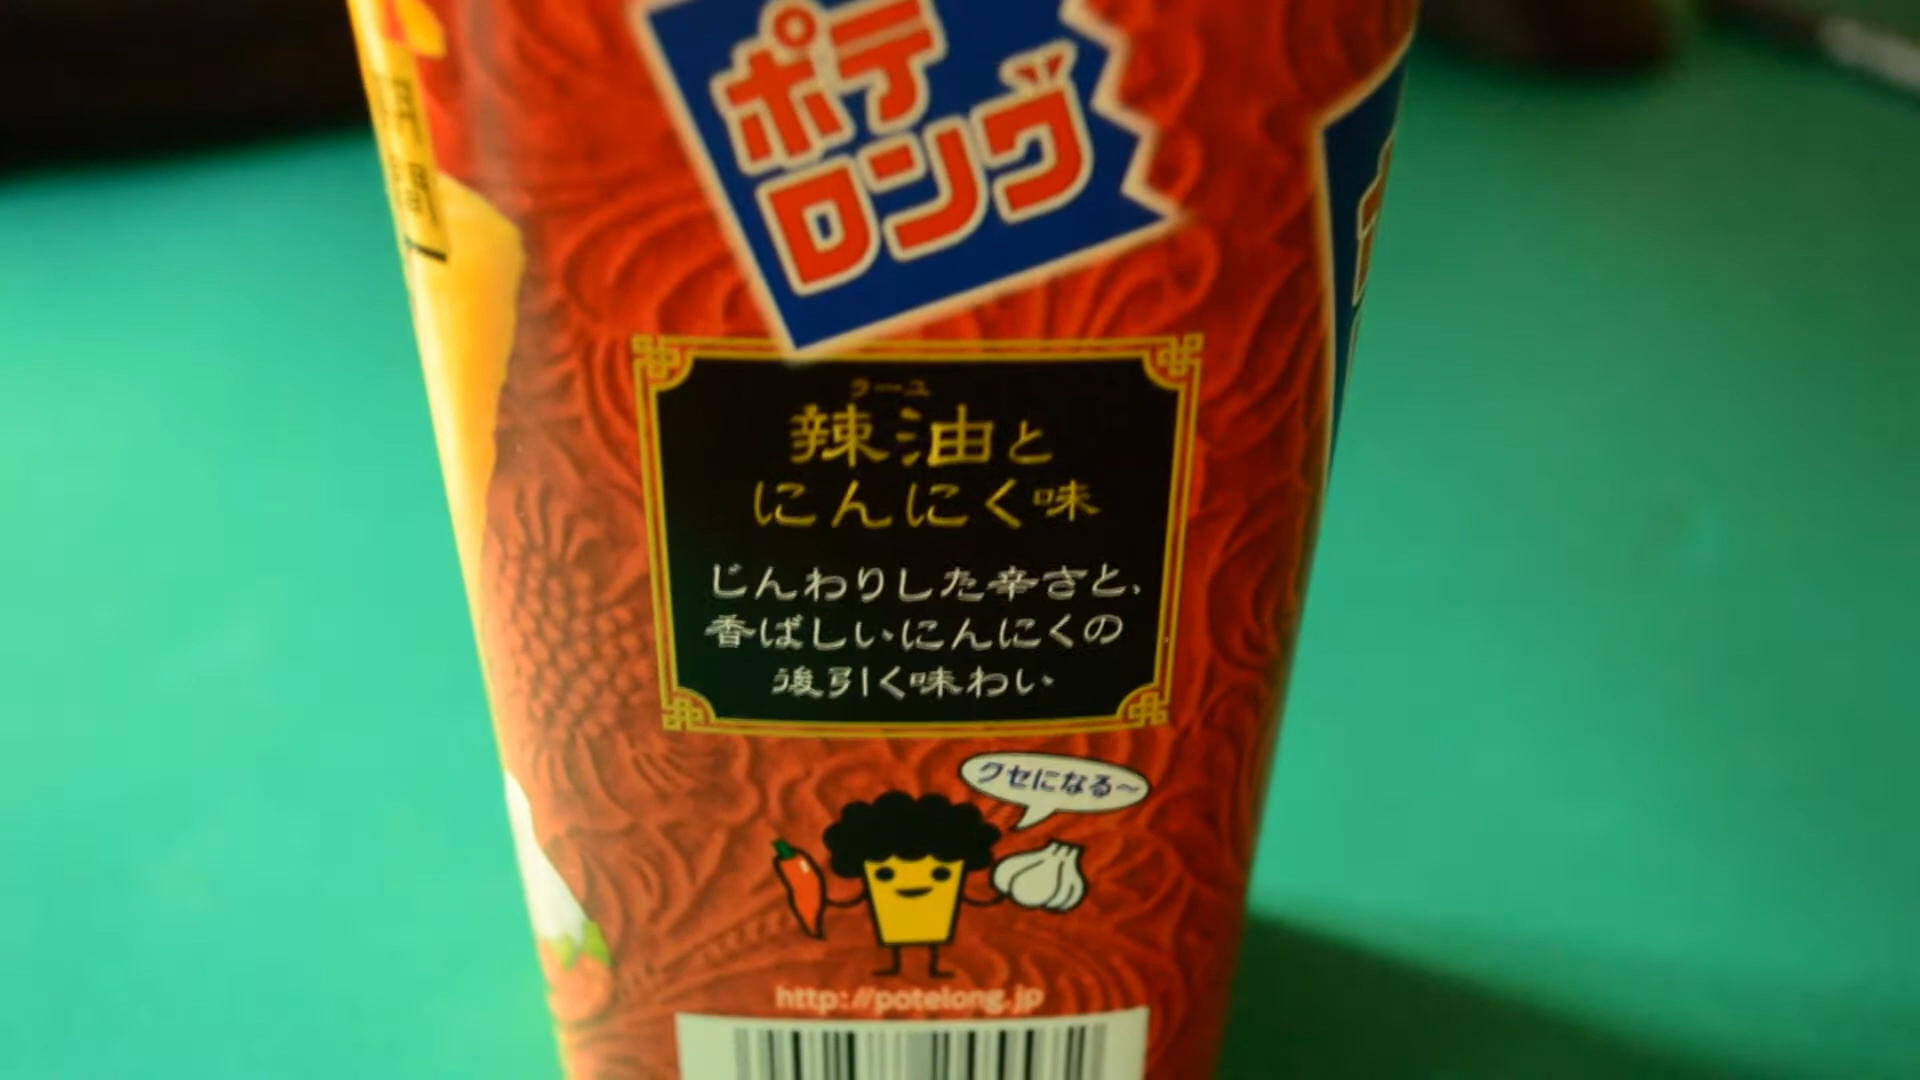 ポテ
ロング
ラーユ
辣油と
にんにく味
じんわりした辛さと、
香ばしいにんにくの
後引く味わい
クセになる〜
http://potelong.jp